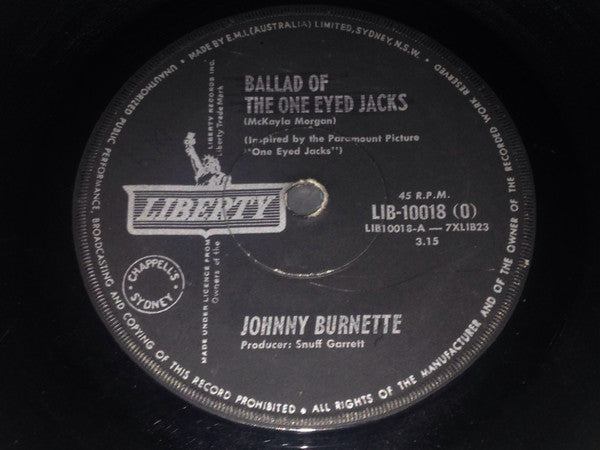 • MADE BY E.M.I. (AUSTRALIA) LIMITED, SYDNEY, N.S.W. •
UNAUTHORIZED PUBLIC PERFORMANCE, BROADCASTING AND COPYING OF THIS RECORD PROHIBITED • ALL RIGHTS OF THE MANUFACTURER AND OF THE OWNER OF THE RECORDED WORK RESERVED
BALLAD OF
THE ONE EYED JACKS
(McKayla Morgan)
(Inspired by the Paramount Picture
"One Eyed Jacks")
LIBERTY RECORDS INC.
Liberty Trade Mark
LIBERTY
MADE UNDER LICENCE FROM
Owners of the
CHAPPELLS
SYDNEY
45 R.P.M.
LIB-10018 (O)
LIB10018-A — 7XLIB23
3.15
JOHNNY BURNETTE
Producer: Snuff Garrett